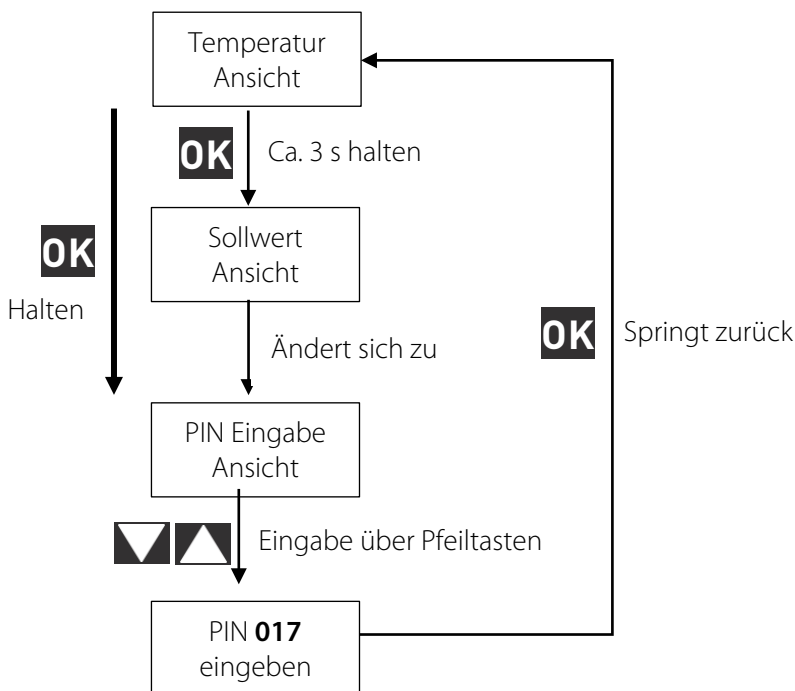 Temperatur
Ansicht
OK
Ca. 3 s halten
Sollwert
Ansicht
OK
Halten
OK
Springt zurück
Ändert sich zu
PIN Eingabe
Ansicht
Eingabe über Pfeiltasten
PIN 017
eingeben